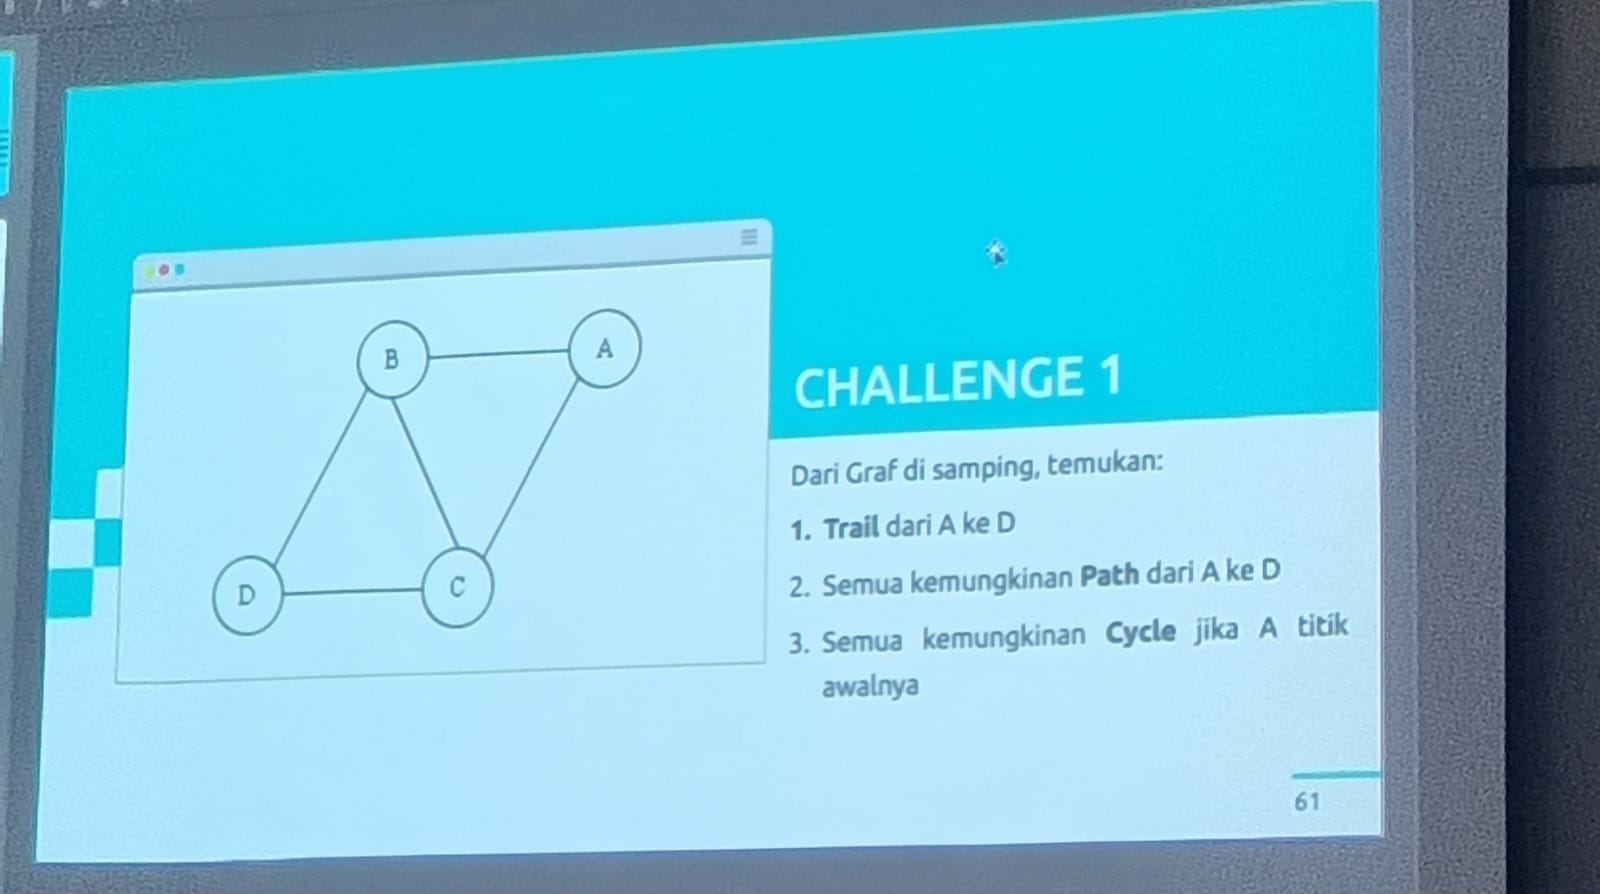 B
A
D
C
CHALLENGE 1
Dari Graf di samping, temukan:
1. Trail dari A ke D
2. Semua kemungkinan Path dari A ke D
3. Semua kemungkinan Cycle jika A titik
awalnya
61